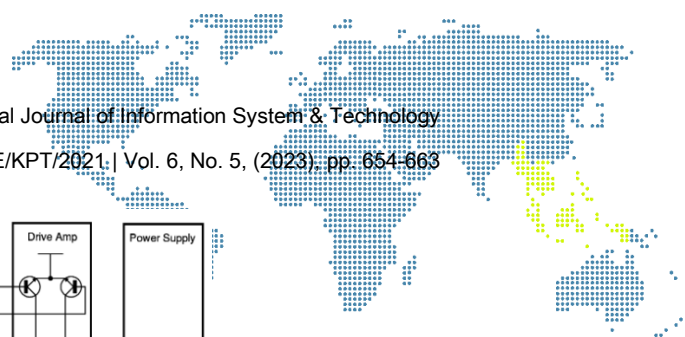 al Journal of Information System & Technology
E/KPT/2021 | Vol. 6, No. 5, (2023), pp. 654-663
Drive Amp
Power Supply